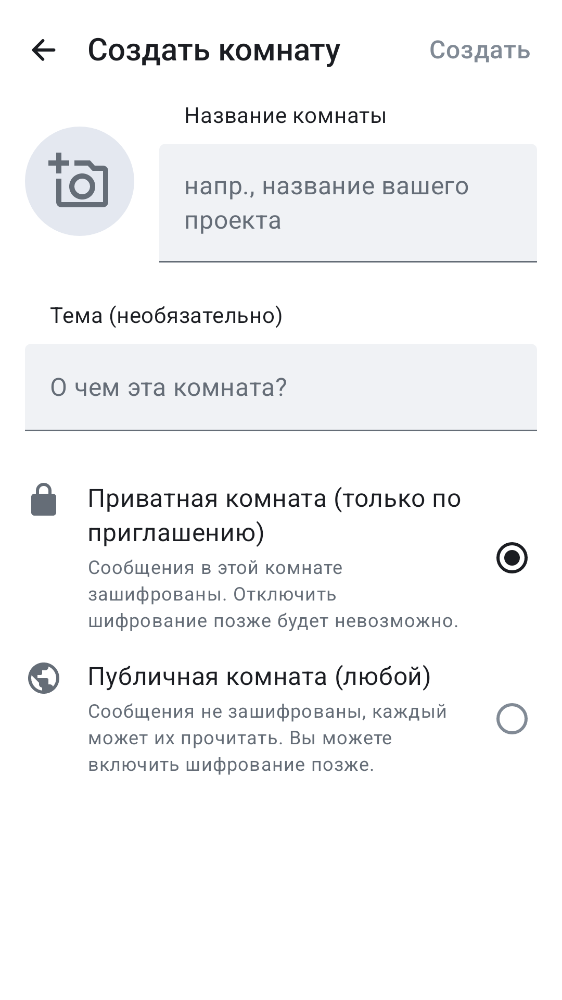 Создать комнату
Создать
Название комнаты
напр., название вашего
проекта
Тема (необязательно)
О чем эта комната?
Приватная комната (только по
приглашению)
Сообщения в этой комнате
зашифрованы. Отключить
шифрование позже будет невозможно.
Публичная комната (любой)
Сообщения не зашифрованы, каждый
может их прочитать. Вы можете
включить шифрование позже.